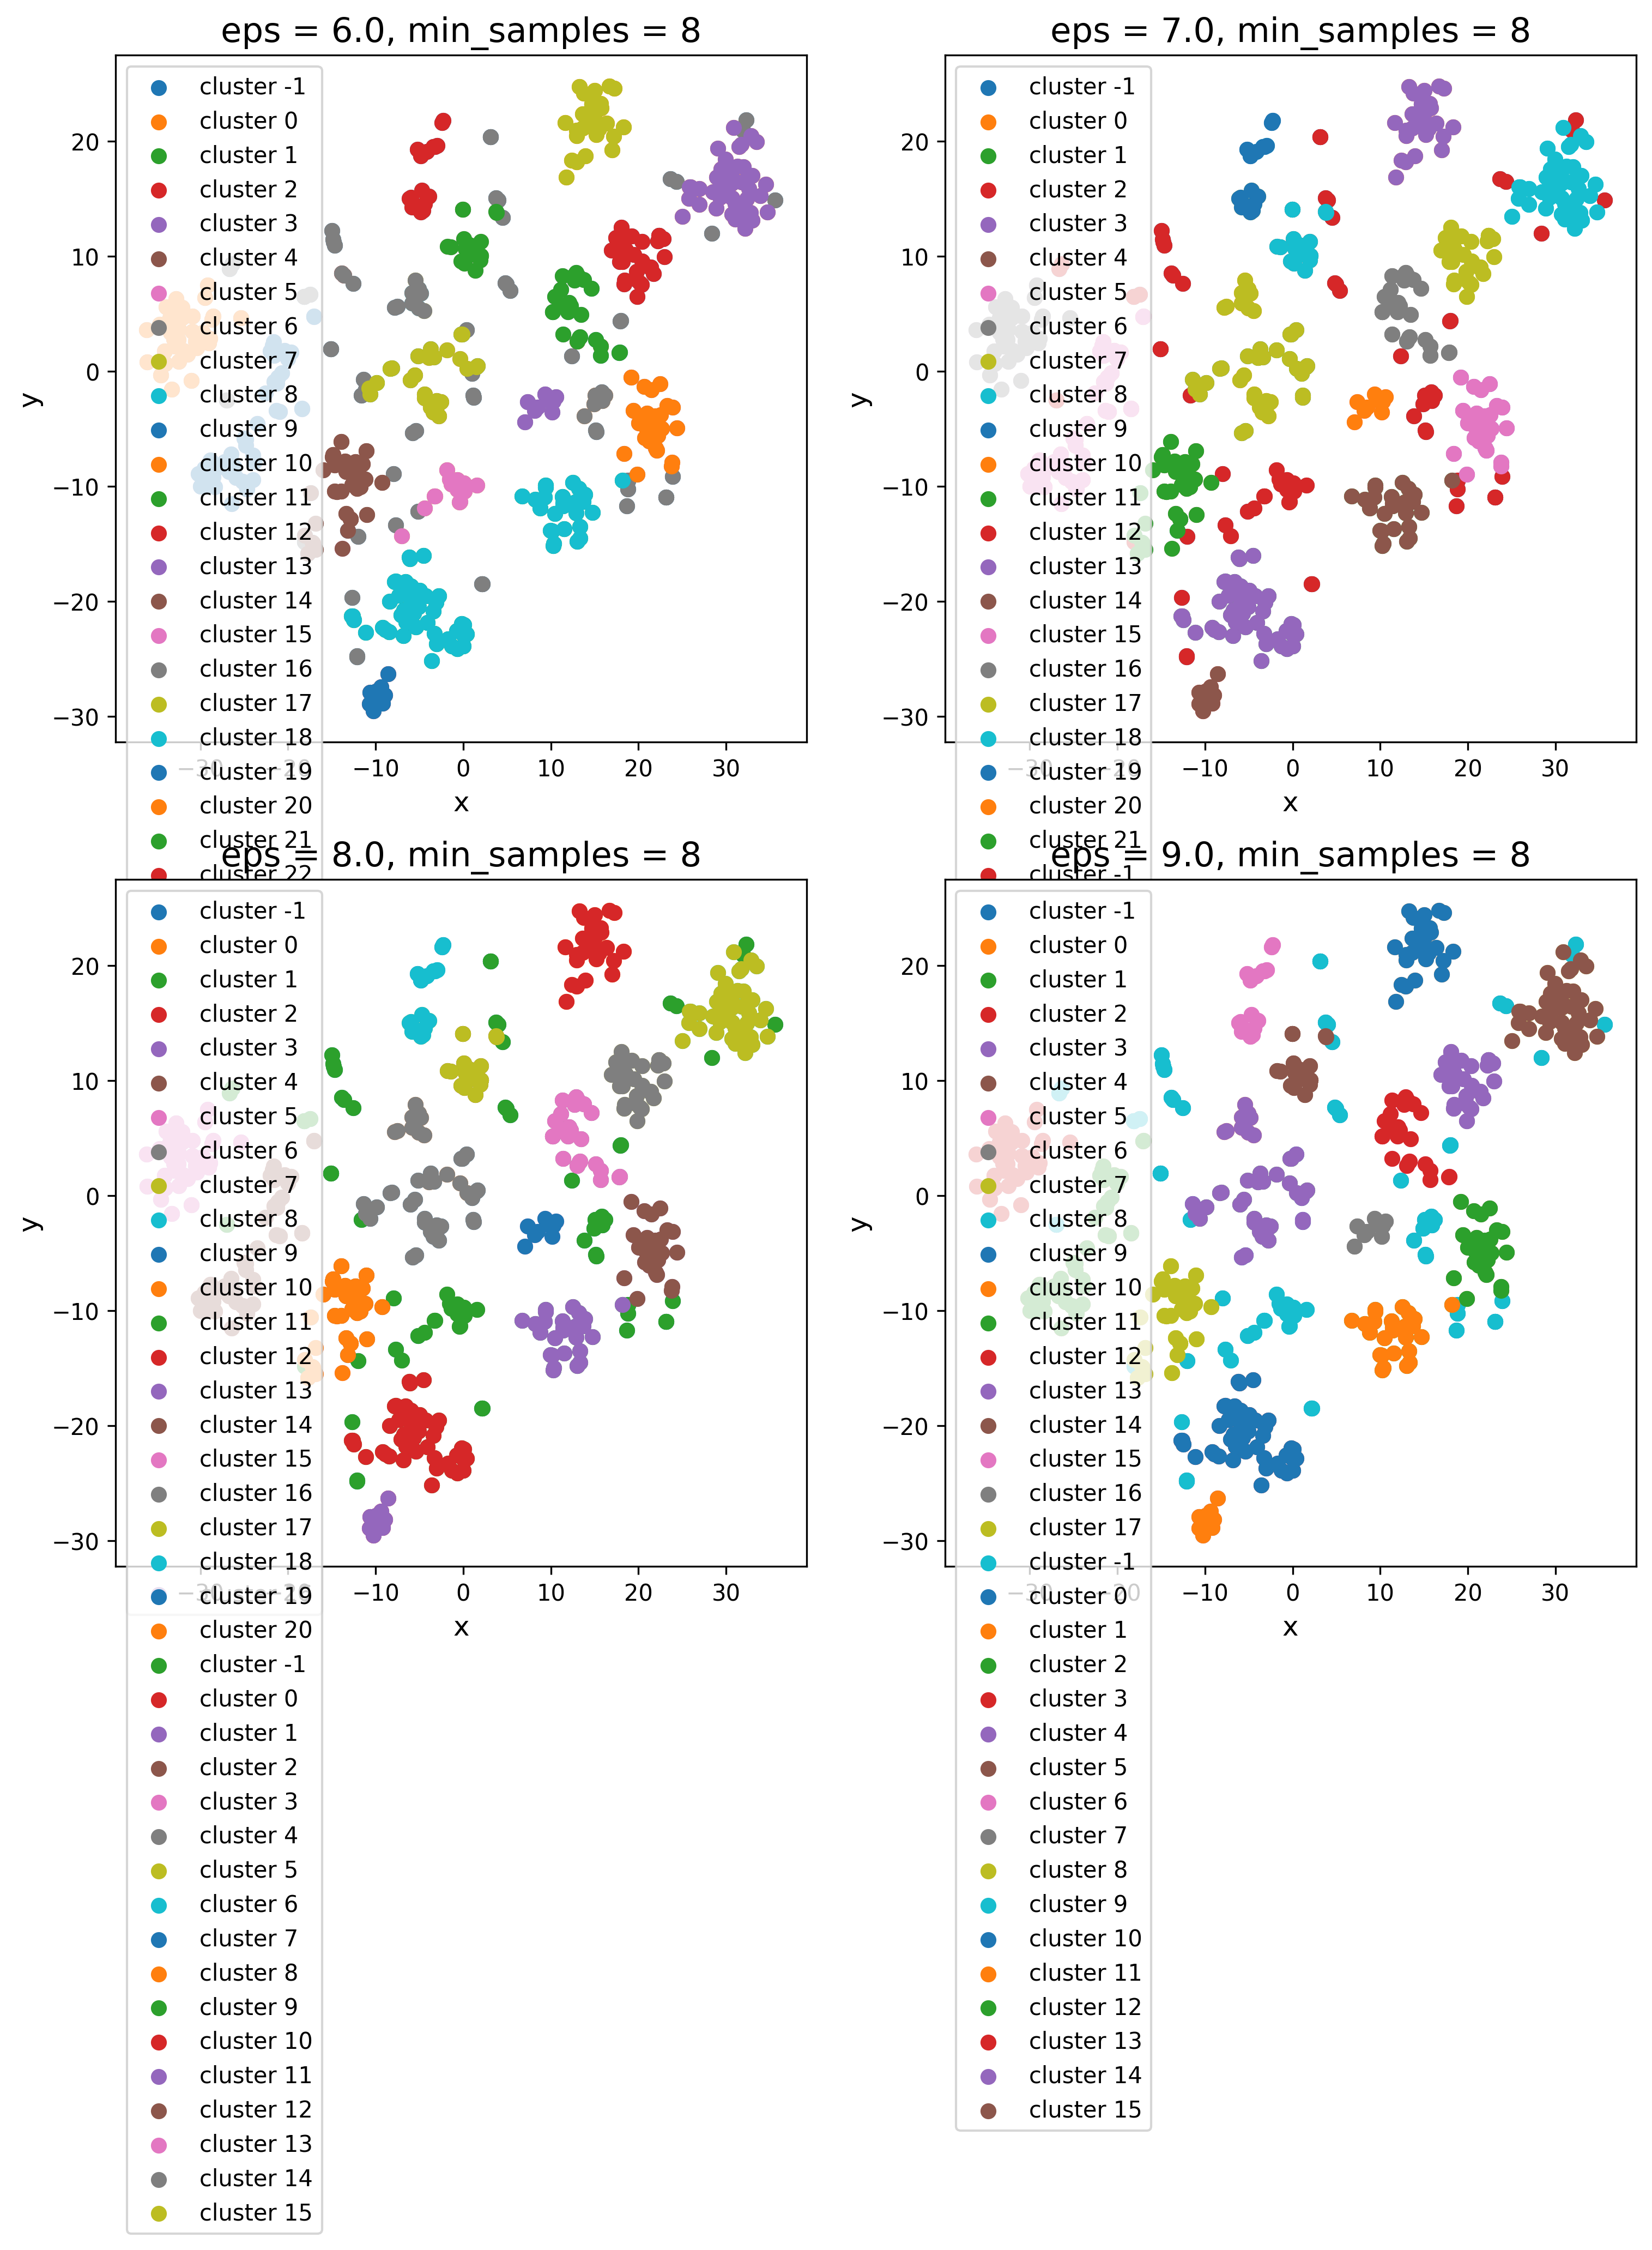 eps = 6.0, min_samples = 8
cluster -1
cluster 0
cluster 1
cluster 2
cluster 3
cluster 4
cluster 5
cluster 6
cluster 7
cluster 8
cluster 9
cluster 10
cluster 11
cluster 12
cluster 13
cluster 14
cluster 15
cluster 16
cluster 17
cluster 18
cluster 19
cluster 20
cluster 21
cluster 22
20
10
0
−10
−20
−30
y
−30 −20 −10 0 10 20 30
x
eps = 7.0, min_samples = 8
cluster -1
cluster 0
cluster 1
cluster 2
cluster 3
cluster 4
cluster 5
cluster 6
cluster 7
cluster 8
cluster 9
cluster 10
cluster 11
cluster 12
cluster 13
cluster 14
cluster 15
cluster 16
cluster 17
cluster 18
cluster 19
cluster 20
cluster 21
cluster -1
20
10
0
−10
−20
−30
y
−30 −20 −10 0 10 20 30
x
eps = 8.0, min_samples = 8
cluster -1
cluster 0
cluster 1
cluster 2
cluster 3
cluster 4
cluster 5
cluster 6
cluster 7
cluster 8
cluster 9
cluster 10
cluster 11
cluster 12
cluster 13
cluster 14
cluster 15
cluster 16
cluster 17
cluster 18
cluster 19
cluster 20
cluster -1
cluster 0
cluster 1
cluster 2
cluster 3
cluster 4
cluster 5
cluster 6
cluster 7
cluster 8
cluster 9
cluster 10
cluster 11
cluster 12
cluster 13
cluster 14
cluster 15
20
10
0
−10
−20
−30
y
−30 −20 −10 0 10 20 30
x
eps = 9.0, min_samples = 8
cluster -1
cluster 0
cluster 1
cluster 2
cluster 3
cluster 4
cluster 5
cluster 6
cluster 7
cluster 8
cluster 9
cluster 10
cluster 11
cluster 12
cluster 13
cluster 14
cluster 15
cluster 16
cluster 17
cluster -1
cluster 0
cluster 1
cluster 2
cluster 3
cluster 4
cluster 5
cluster 6
cluster 7
cluster 8
cluster 9
cluster 10
cluster 11
cluster 12
cluster 13
cluster 14
cluster 15
20
10
0
−10
−20
−30
y
−30 −20 −10 0 10 20 30
x